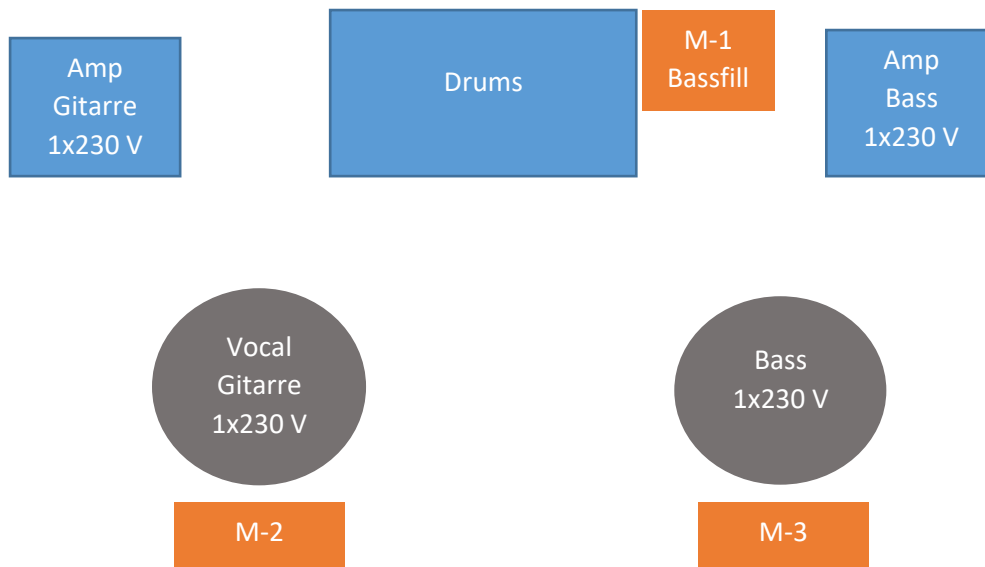 Amp
Gitarre
1x230 V
Drums
M-1
Bassfill
Amp
Bass
1x230 V
Vocal
Gitarre
1x230 V
Bass
1x230 V
M-2
M-3